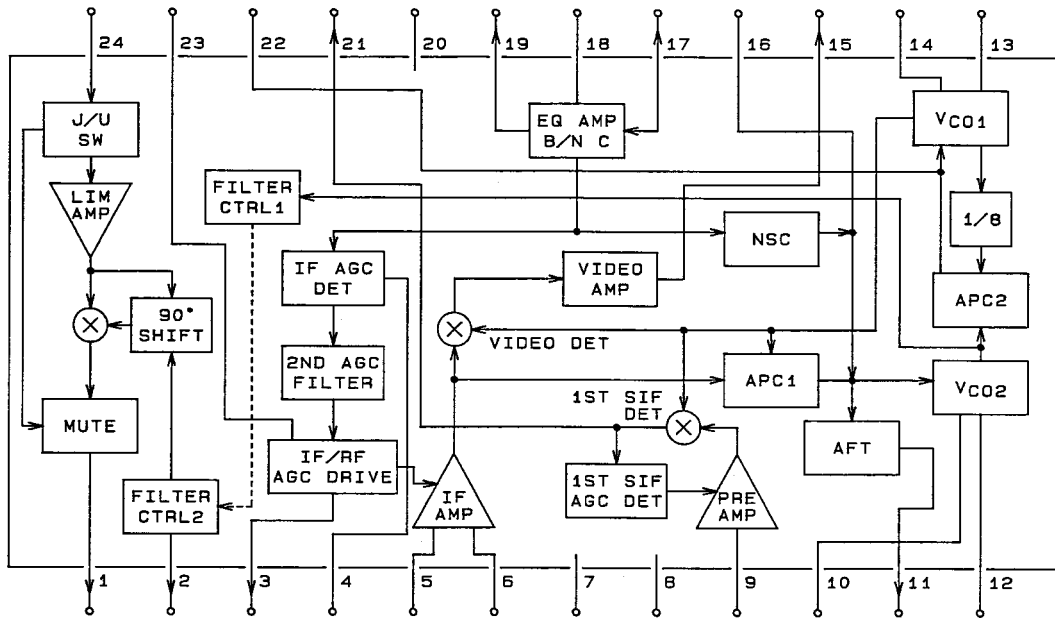 24 23 22 21 20 19 18 17 16 15 14 13
J/U
SW
EQ AMP
B/N C
VCO1
LIM
AMP
FILTER
CTRL1
1/8
NSC
IF AGC
DET
VIDEO
AMP
APC2
90°
SHIFT
VIDEO DET
2ND AGC
FILTER
APC1
VCO2
1ST SIF
DET
MUTE
IF/RF
AGC DRIVE
AFT
FILTER
CTRL2
IF
AMP
1ST SIF
AGC DET
PRE
AMP
1 2 3 4 5 6 7 8 9 10 11 12